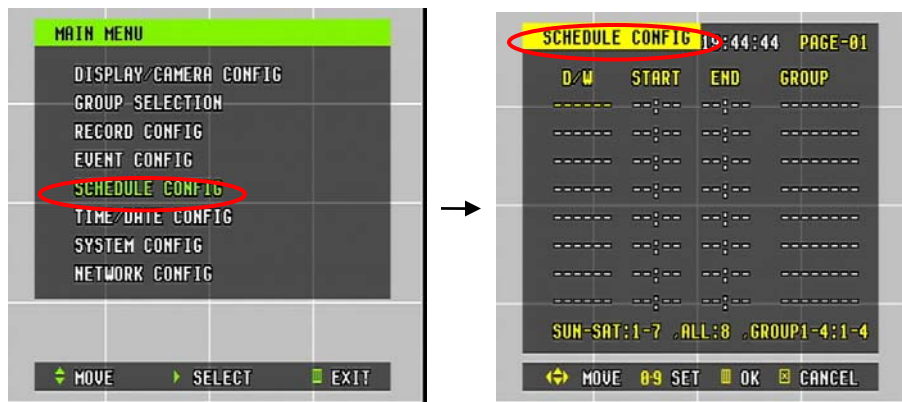 MAIN MENU
DISPLAY/CAMERA CONFIG
GROUP SELECTION
RECORD CONFIG
EVENT CONFIG
SCHEDULE CONFIG
TIME/DATE CONFIG
SYSTEM CONFIG
NETWORK CONFIG
MOVE SELECT EXIT
SCHEDULE CONFIG 19:44:44 PAGE-01
D/W START END GROUP
------ --:-- --:-- --------
------ --:-- --:-- --------
------ --:-- --:-- --------
------ --:-- --:-- --------
------ --:-- --:-- --------
------ --:-- --:-- --------
------ --:-- --:-- --------
------ --:-- --:-- --------
SUN-SAT:1-7 ,ALL:8 ,GROUP1-4:1-4
MOVE 0-9 SET OK CANCEL